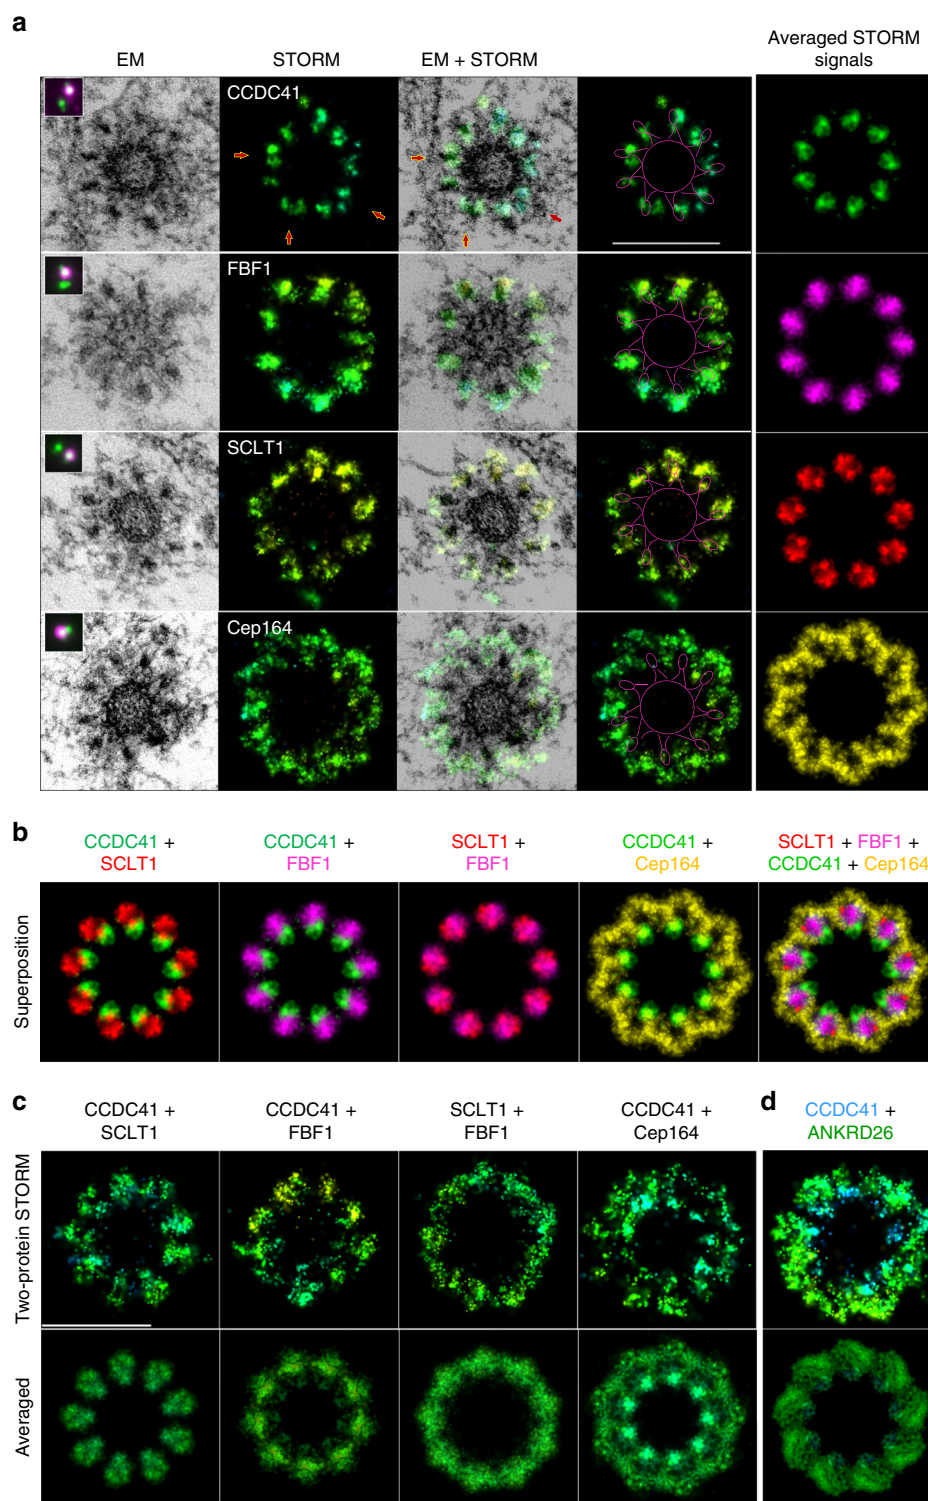 a
EM
STORM
EM + STORM
Averaged STORM
signals
CCDC41
FBF1
SCLT1
Cep164
b
CCDC41 +
SCLT1
CCDC41 +
FBF1
SCLT1 +
FBF1
CCDC41 +
Cep164
SCLT1 + FBF1 +
CCDC41 + Cep164
Superposition
c
CCDC41 +
SCLT1
CCDC41 +
FBF1
SCLT1 +
FBF1
CCDC41 +
Cep164
d
CCDC41 +
ANKRD26
Two-protein STORM
Averaged